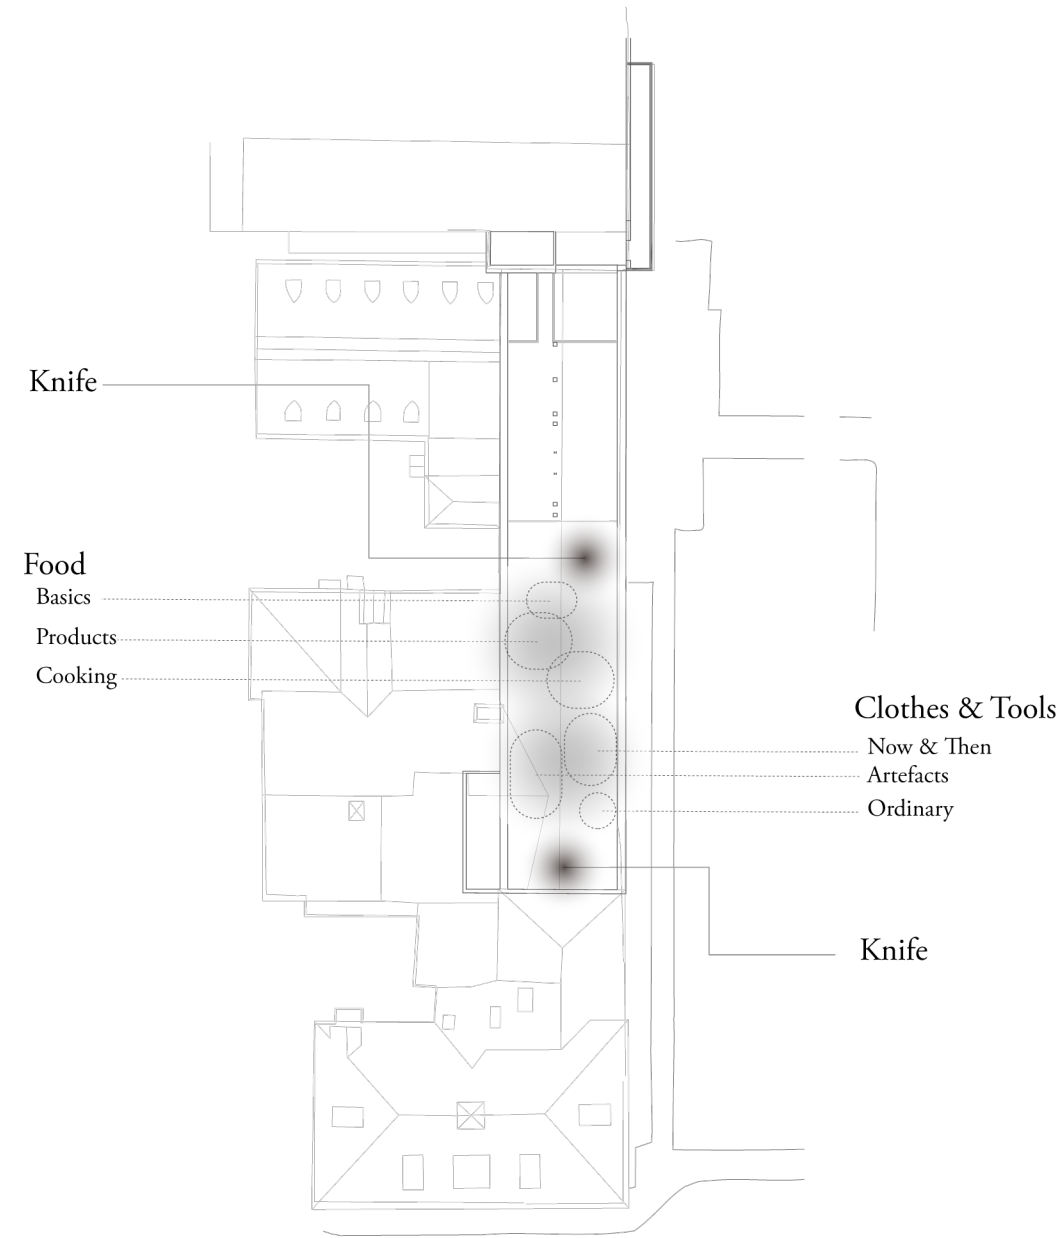 Knife
Food
Basics
Products
Cooking
Clothes & Tools
Now & Then
Artefacts
Ordinary
Knife